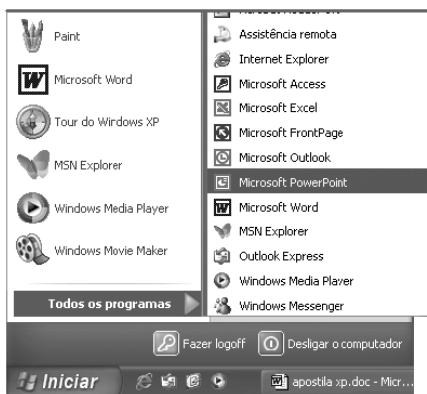 Paint
Microsoft Word
Tour do Windows XP
MSN Explorer
Windows Media Player
Windows Movie Maker
Todos os programas
Assistência remota
Internet Explorer
Microsoft Access
Microsoft Excel
Microsoft FrontPage
Microsoft Outlook
Microsoft PowerPoint
Microsoft Word
MSN Explorer
Outlook Express
Windows Media Player
Windows Messenger
Fazer logoff
Desligar o computador
Iniciar
apostila xp.doc - Micr...